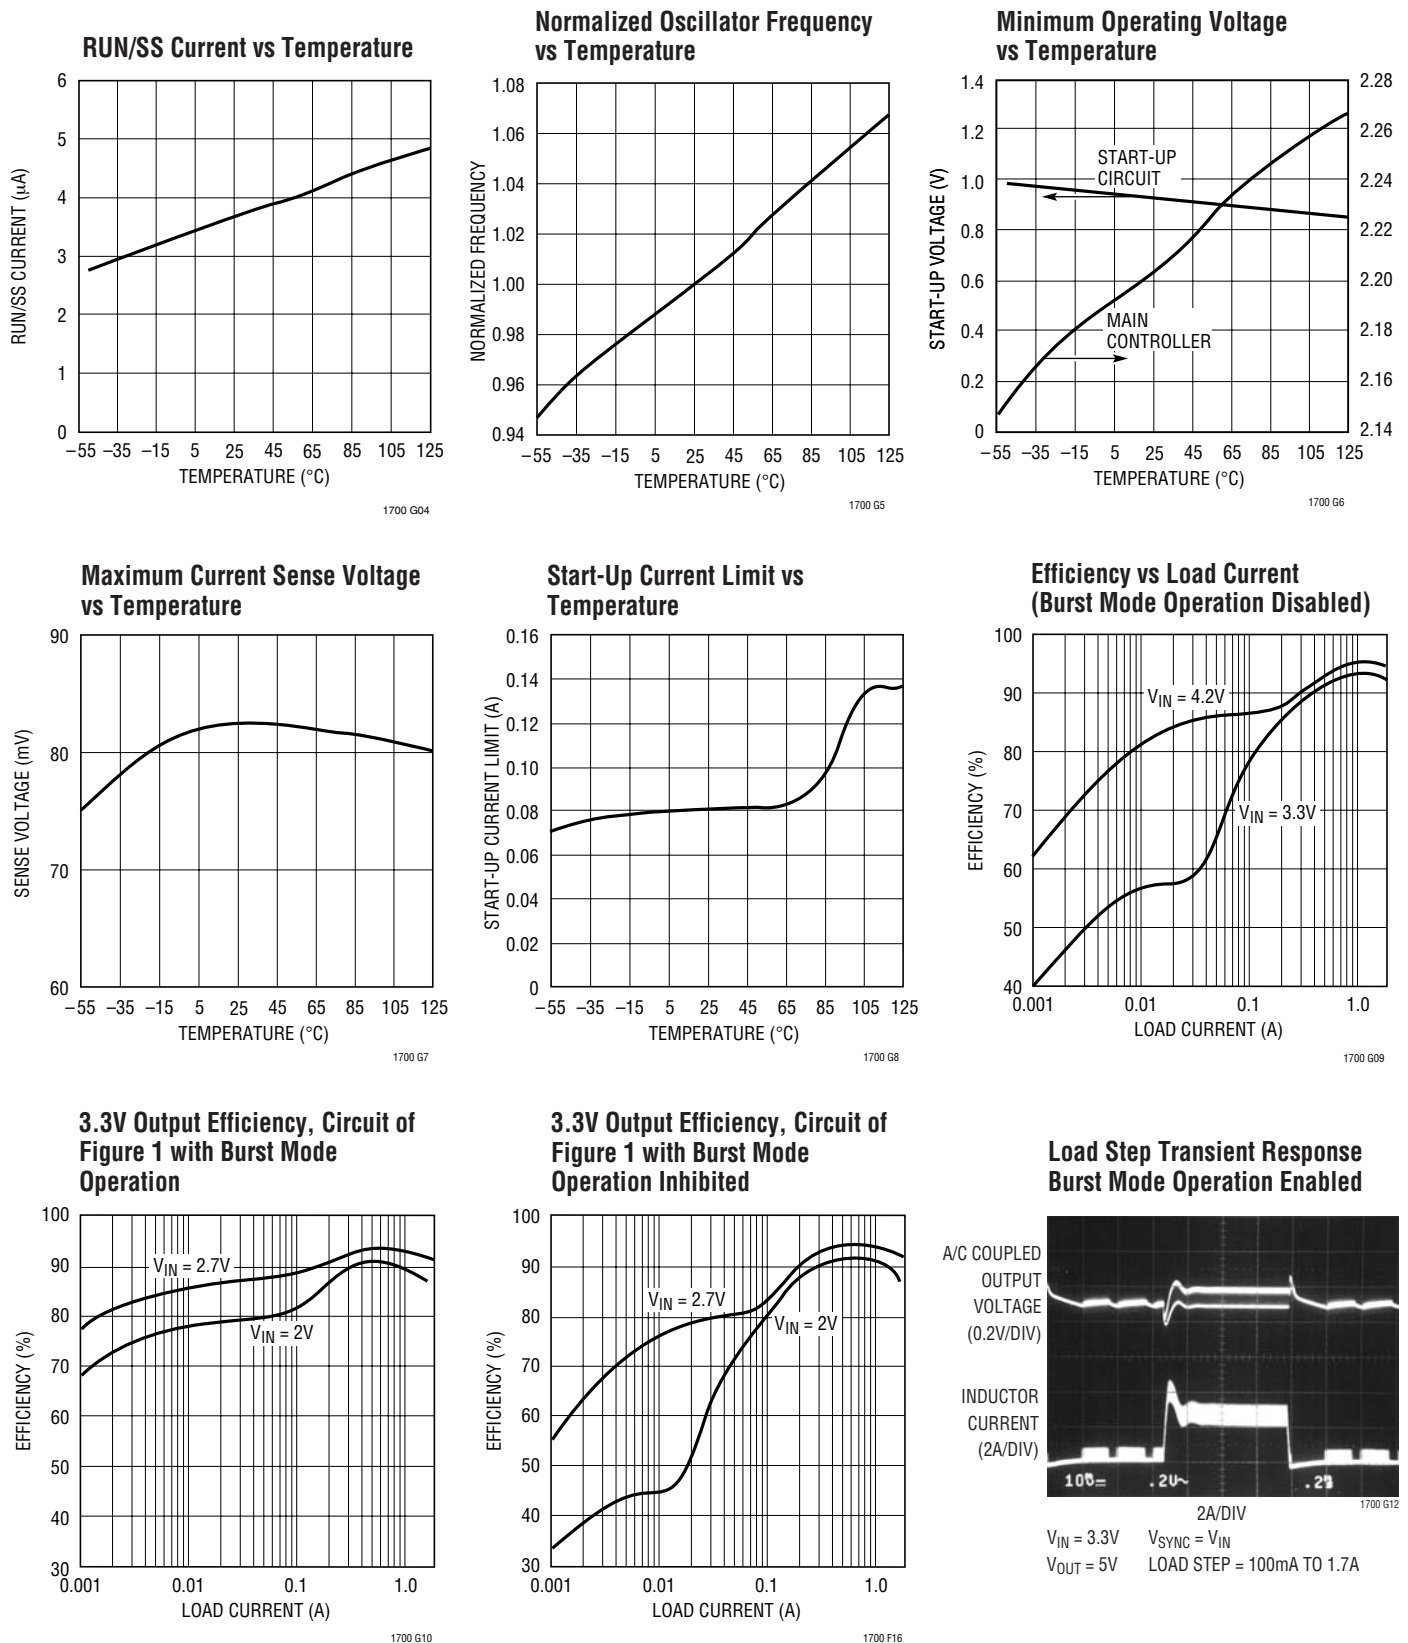 RUN/SS Current vs Temperature
6
5
4
3
2
1
0
RUN/SS CURRENT (μA)
–55 –35 –15 5 25 45 65 85 105 125
TEMPERATURE (°C)
1700 G04
Normalized Oscillator Frequency
vs Temperature
1.08
1.06
1.04
1.02
1.00
0.98
0.96
0.94
NORMALIZED FREQUENCY
–55 –35 –15 5 25 45 65 85 105 125
TEMPERATURE (°C)
1700 G5
Minimum Operating Voltage
vs Temperature
1.4
1.2
1.0
0.8
0.6
0.4
0.2
0
START-UP VOLTAGE (V)
START-UP
CIRCUIT
MAIN
CONTROLLER
2.28
2.26
2.24
2.22
2.20
2.18
2.16
2.14
–55 –35 –15 5 25 45 65 85 105 125
TEMPERATURE (°C)
1700 G6
Maximum Current Sense Voltage
vs Temperature
90
80
70
60
SENSE VOLTAGE (mV)
–55 –35 –15 5 25 45 65 85 105 125
TEMPERATURE (°C)
1700 G7
Start-Up Current Limit vs
Temperature
0.16
0.14
0.12
0.10
0.08
0.06
0.04
0.02
0
START-UP CURRENT LIMIT (A)
–55 –35 –15 5 25 45 65 85 105 125
TEMPERATURE (°C)
1700 G8
Efficiency vs Load Current
(Burst Mode Operation Disabled)
100
90
80
70
60
50
40
EFFICIENCY (%)
VIN = 4.2V
VIN = 3.3V
0.001 0.01 0.1 1.0
LOAD CURRENT (A)
1700 G09
3.3V Output Efficiency, Circuit of
Figure 1 with Burst Mode
Operation
100
90
80
70
60
50
40
30
EFFICIENCY (%)
VIN = 2.7V
VIN = 2V
0.001 0.01 0.1 1.0
LOAD CURRENT (A)
1700 G10
3.3V Output Efficiency, Circuit of
Figure 1 with Burst Mode
Operation Inhibited
100
90
80
70
60
50
40
30
EFFICIENCY (%)
VIN = 2.7V
VIN = 2V
0.001 0.01 0.1 1.0
LOAD CURRENT (A)
1700 F16
Load Step Transient Response
Burst Mode Operation Enabled
A/C COUPLED
OUTPUT
VOLTAGE
(0.2V/DIV)
INDUCTOR
CURRENT
(2A/DIV)
1700 G12
2A/DIV
VIN = 3.3V VSYNC = VIN
VOUT = 5V LOAD STEP = 100mA TO 1.7A